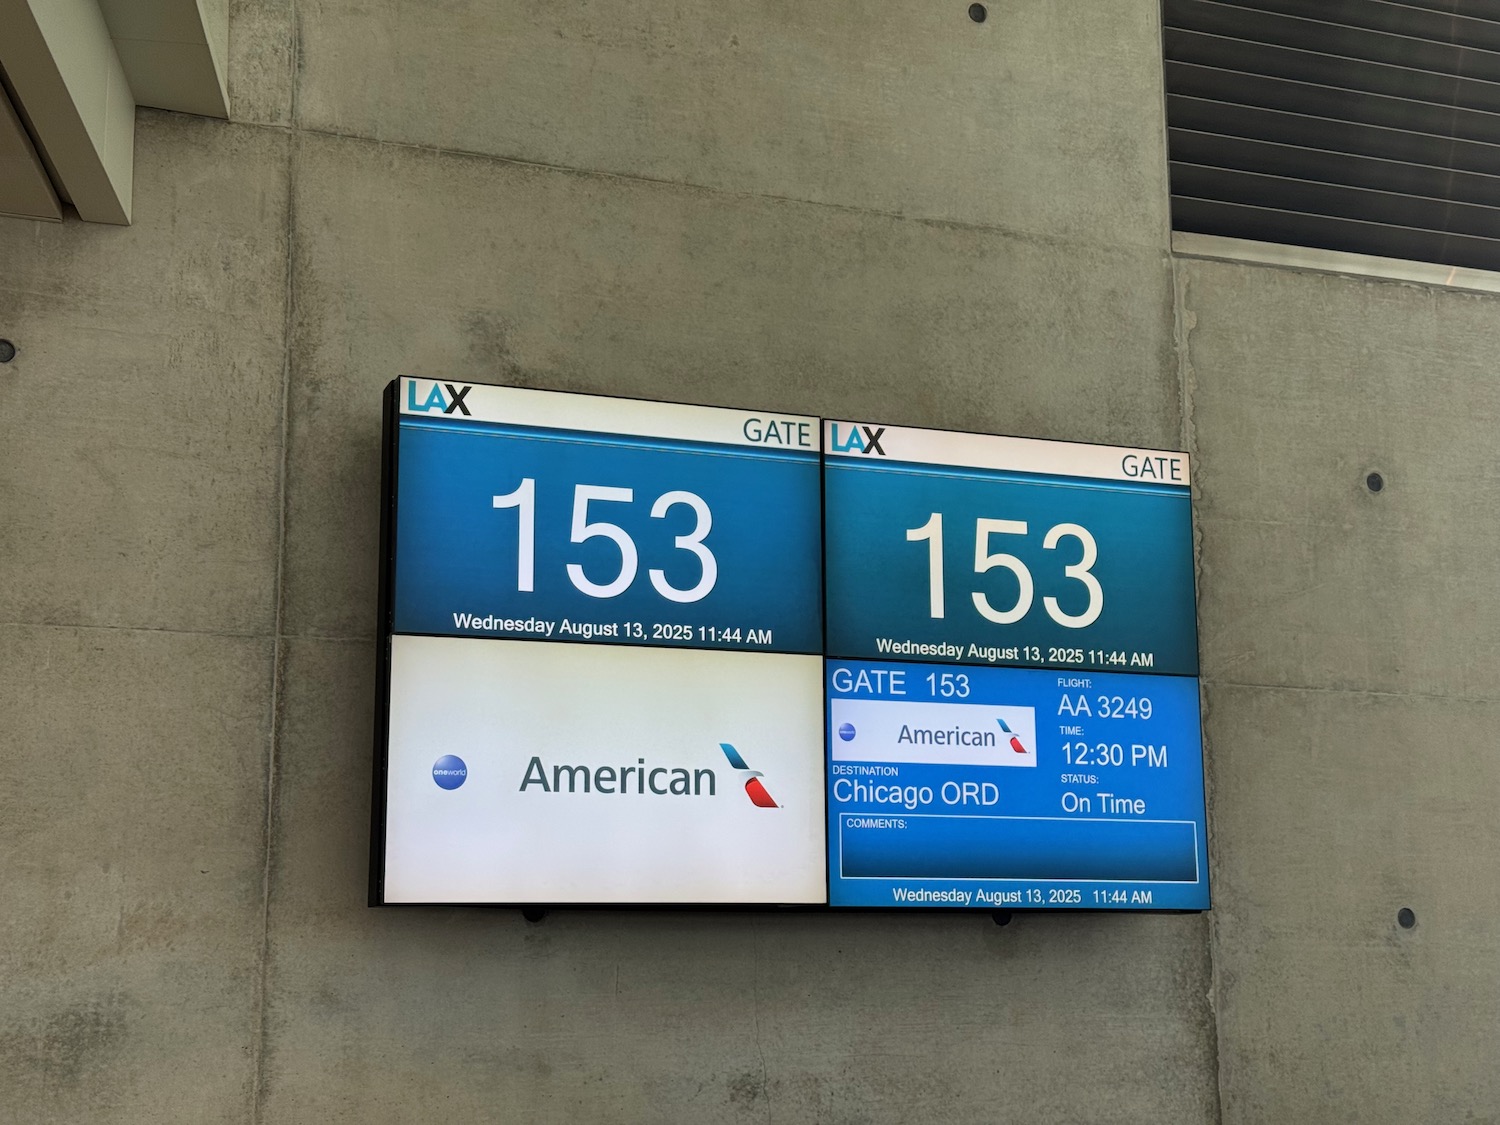 LAX
GATE
153
Wednesday August 13, 2025 11:44 AM
oneworld
American
LAX
GATE
153
Wednesday August 13, 2025 11:44 AM
GATE 153
American
DESTINATION
Chicago ORD
FLIGHT:
AA 3249
TIME:
12:30 PM
STATUS:
On Time
COMMENTS:
Wednesday August 13, 2025 11:44 AM